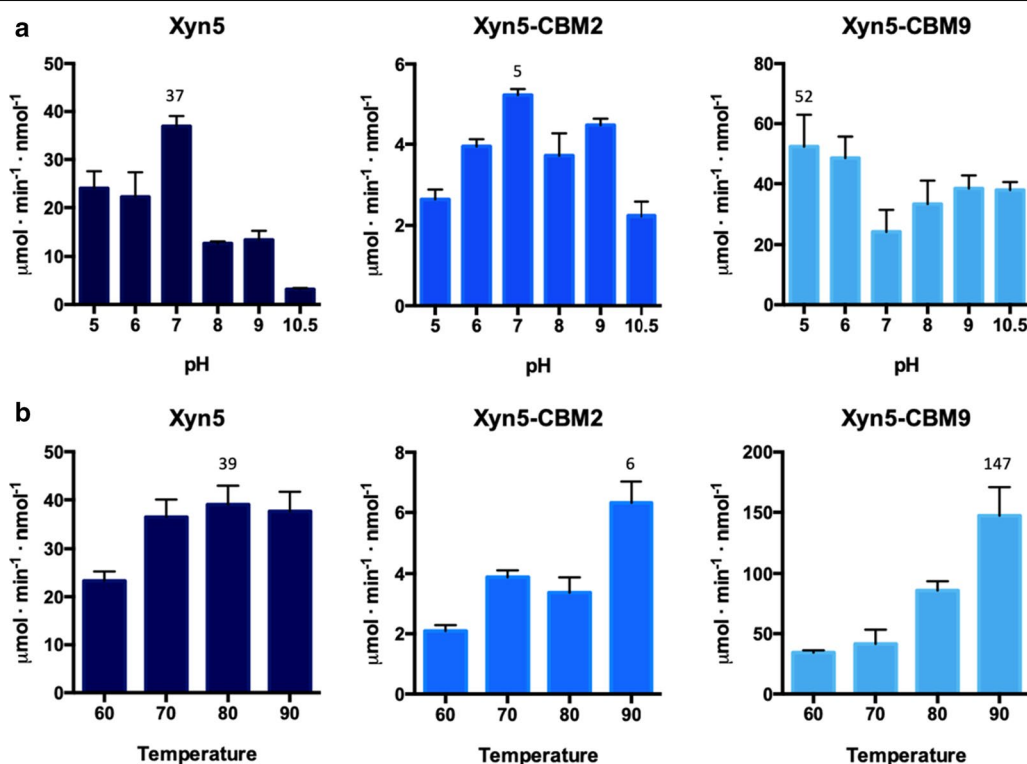 a
Xyn5
Xyn5-CBM2
Xyn5-CBM9
µmol · min⁻¹ · nmol⁻¹
50
40
30
20
10
0
37
5 6 7 8 9 10.5
pH
µmol · min⁻¹ · nmol⁻¹
6
4
2
0
5
5 6 7 8 9 10.5
pH
µmol · min⁻¹ · nmol⁻¹
80
60
40
20
0
52
5 6 7 8 9 10.5
pH
b
Xyn5
Xyn5-CBM2
Xyn5-CBM9
µmol · min⁻¹ · nmol⁻¹
50
40
30
20
10
0
39
60 70 80 90
Temperature
µmol · min⁻¹ · nmol⁻¹
8
6
4
2
0
6
60 70 80 90
Temperature
µmol · min⁻¹ · nmol⁻¹
200
150
100
50
0
147
60 70 80 90
Temperature